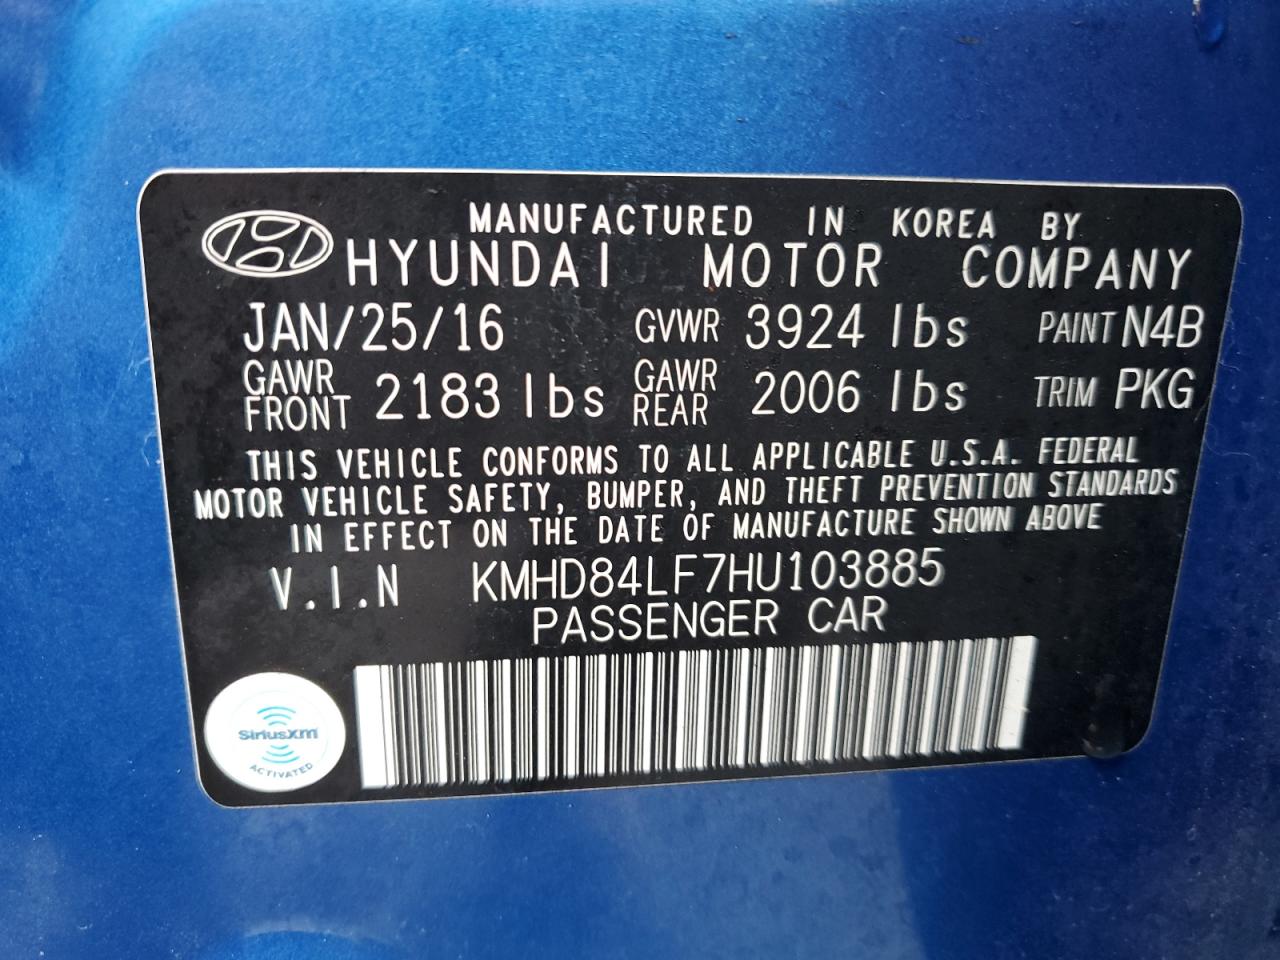 MANUFACTURED IN KOREA BY
HYUNDAI MOTOR COMPANY
JAN/25/16 GVWR 3924 lbs PAINT N4B
GAWR FRONT 2183 lbs GAWR REAR 2006 lbs TRIM PKG
THIS VEHICLE CONFORMS TO ALL APPLICABLE U.S.A. FEDERAL
MOTOR VEHICLE SAFETY, BUMPER, AND THEFT PREVENTION STANDARDS
IN EFFECT ON THE DATE OF MANUFACTURE SHOWN ABOVE
V.I.N KMHD84LF7HU103885
PASSENGER CAR
SiriusXM
ACTIVATED